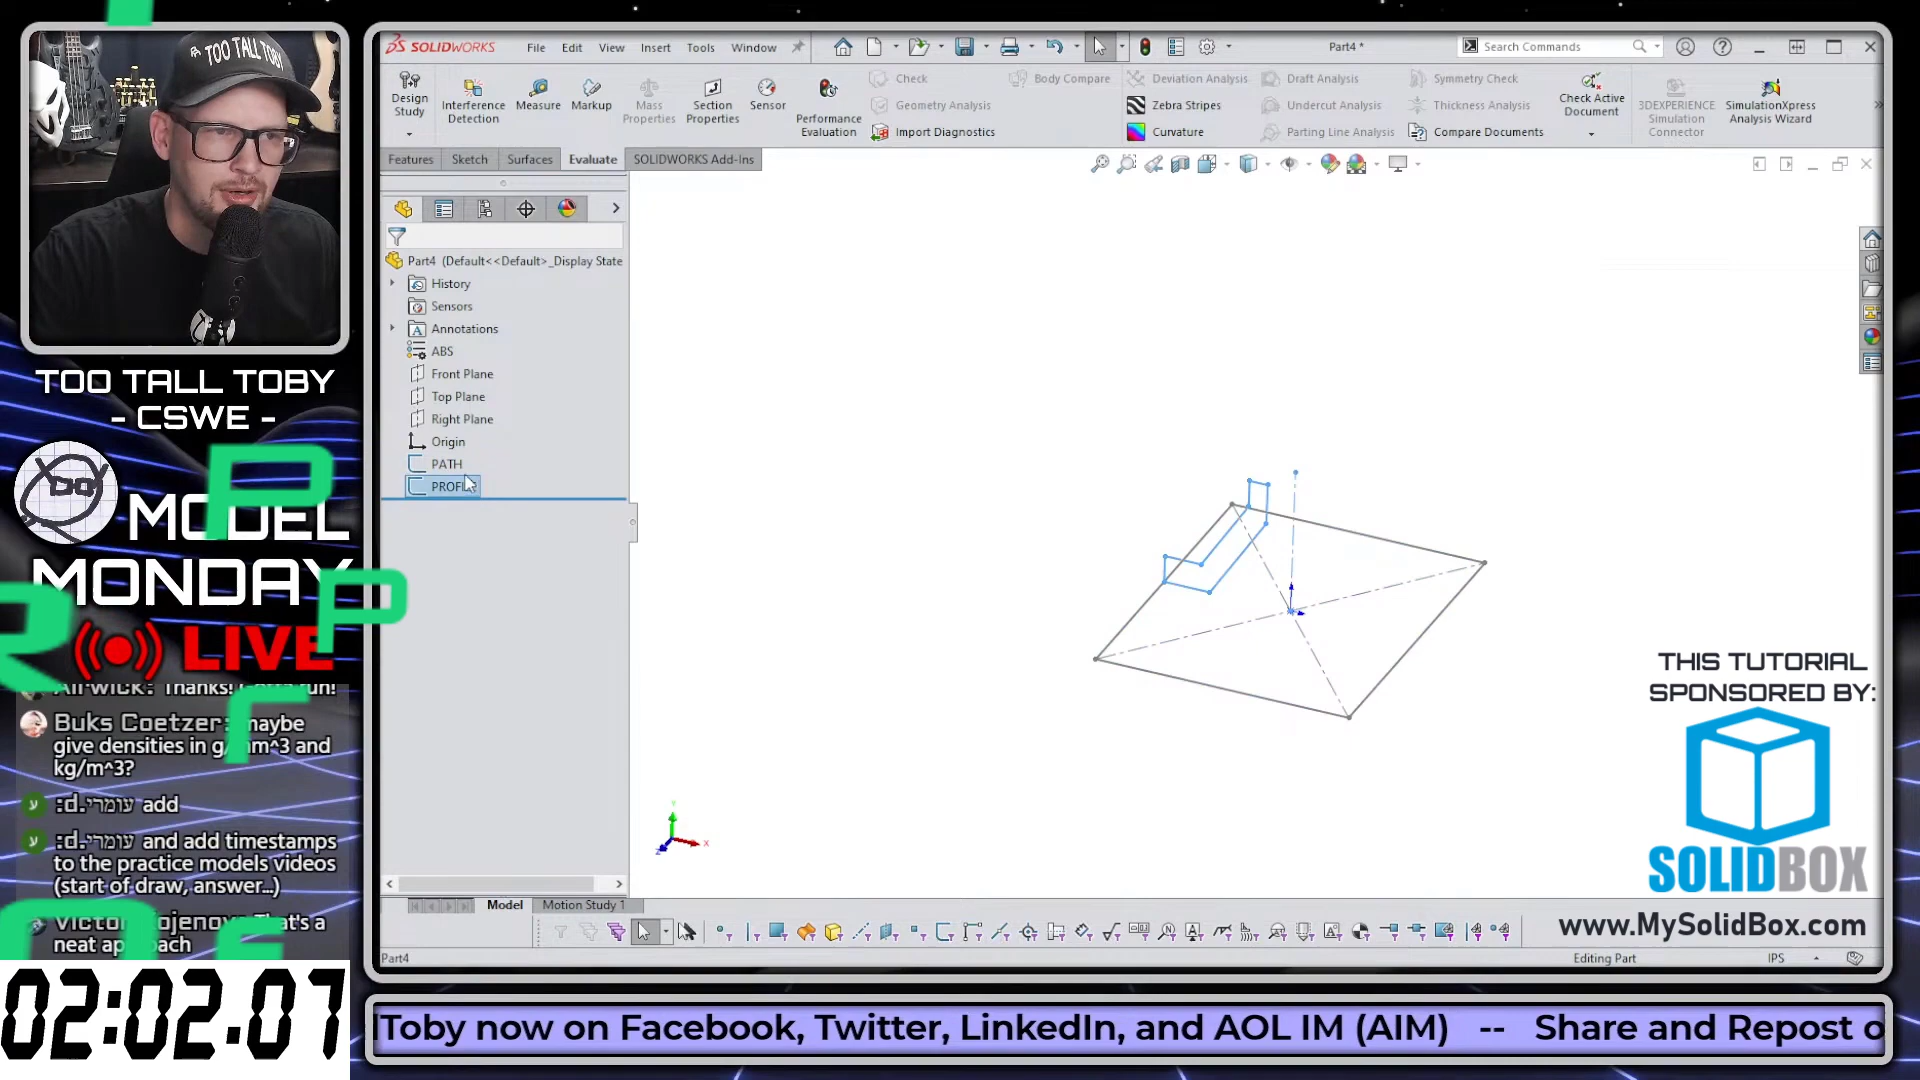 TOO TALL TOBY
TOO TALL TOBY
- CSWE -
MODEL
MONDAY
LIVE
Thanks!
Buks Coetzer: maybe
give densities in
kg/m^3?
עומרי.d: add
עומרי.d: and add timestamps
to the practice models videos
(start of draw, answer...)
That's a
neat
02:02.07
SOLIDWORKS
File
Edit
View
Insert
Tools
Window
Part4 *
Search Commands
Design
Study
Interference
Detection
Measure
Markup
Mass
Properties
Section
Properties
Sensor
Performance
Evaluation
Check
Geometry Analysis
Import Diagnostics
Body Compare
Deviation Analysis
Zebra Stripes
Curvature
Draft Analysis
Undercut Analysis
Parting Line Analysis
Symmetry Check
Thickness Analysis
Compare Documents
Check Active
Document
3DEXPERIENCE
Simulation
Connector
SimulationXpress
Analysis Wizard
Features
Sketch
Surfaces
Evaluate
SOLIDWORKS Add-Ins
Part4 (Default<<Default>_Display State
History
Sensors
Annotations
ABS
Front Plane
Top Plane
Right Plane
Origin
PATH
Y
X
Z
Model
Motion Study 1
Part4
Editing Part
IPS
THIS TUTORIAL
SPONSORED BY:
SOLIDBOX
www.MySolidBox.com
Toby now on Facebook, Twitter, LinkedIn, and AOL IM (AIM) -- Share and Repost